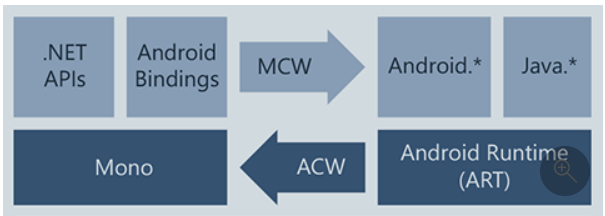 .NET
APIs
Android
Bindings
MCW
Android.*
Java.*
Mono
ACW
Android Runtime
(ART)